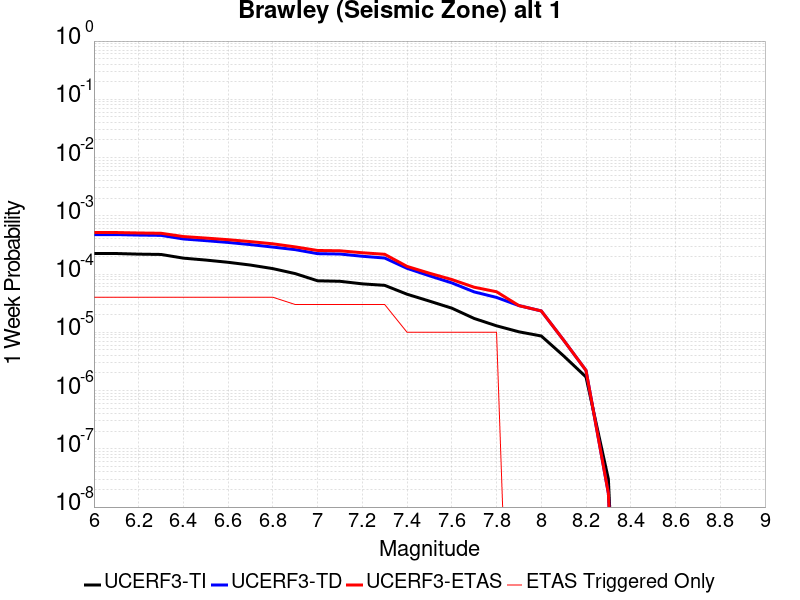 Brawley (Seismic Zone) alt 1
10^0
10^-1
10^-2
10^-3
10^-4
10^-5
10^-6
10^-7
10^-8
1 Week Probability
6 6.2 6.4 6.6 6.8 7 7.2 7.4 7.6 7.8 8 8.2 8.4 8.6 8.8 9
Magnitude
UCERF3-TI UCERF3-TD UCERF3-ETAS ETAS Triggered Only